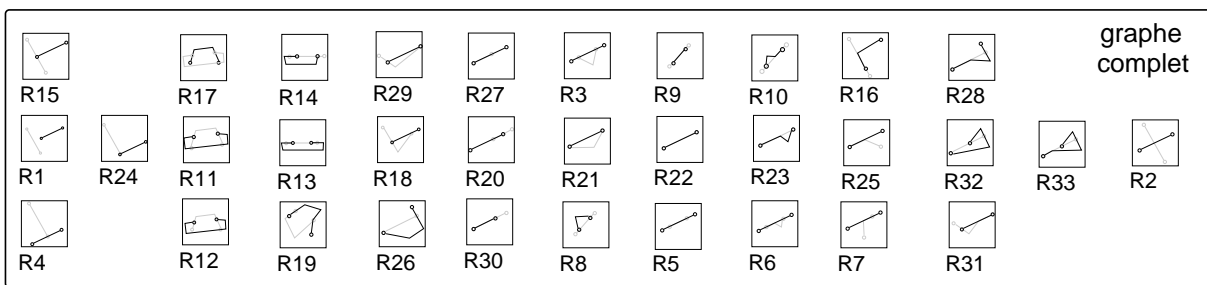 graphe
complet
R15 R17 R14 R29 R27 R3 R9 R10 R16 R28
R1 R24 R11 R13 R18 R20 R21 R22 R23 R25 R32 R33 R2
R4 R12 R19 R26 R30 R8 R5 R6 R7 R31